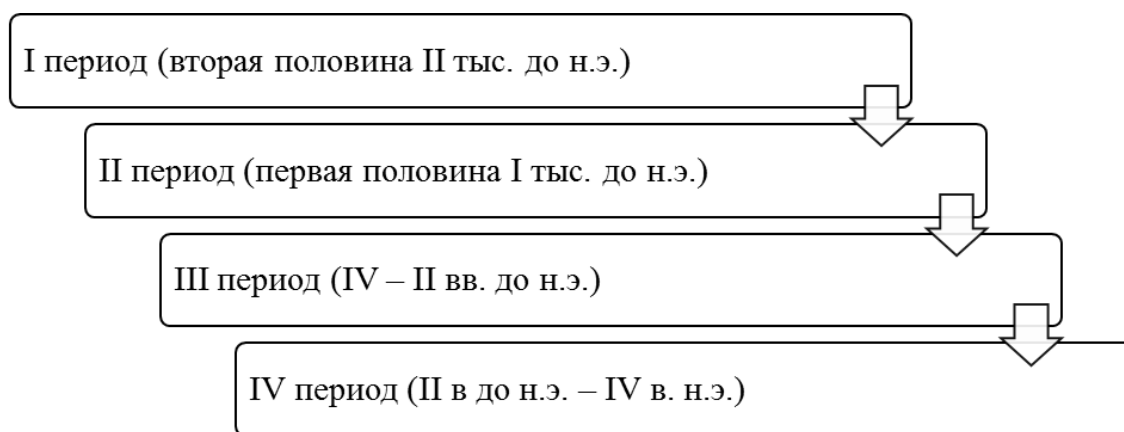 I период (вторая половина II тыс. до н.э.)
II период (первая половина I тыс. до н.э.)
III период (IV – II вв. до н.э.)
IV период (II в до н.э. – IV в. н.э.)